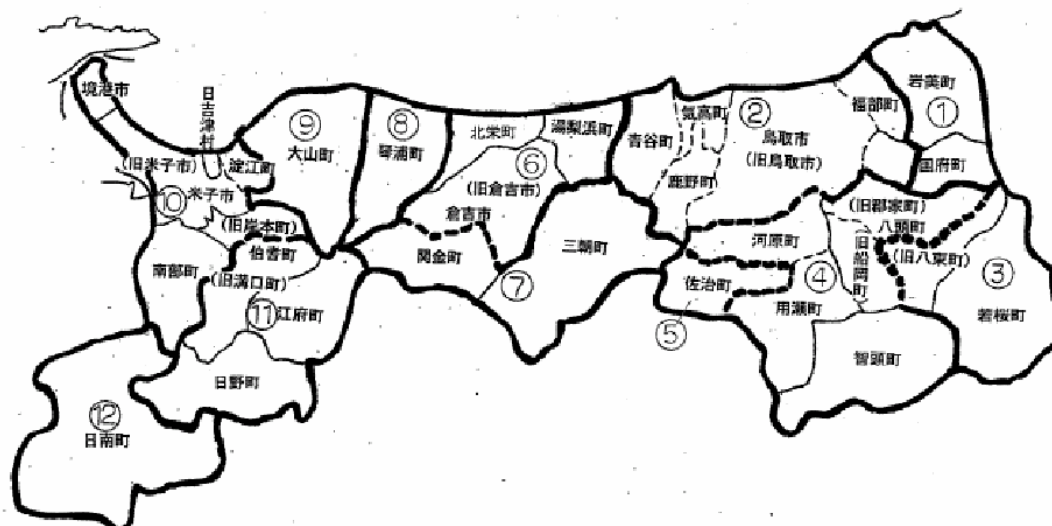 境港市
日吉津村
(旧米子市)
淀江町
⑩
米子市
(旧岸本町)
伯耆町
南部町
(旧溝口町)
⑪
江府町
日野町
⑫
日南町
⑨
大山町
⑧
琴浦町
北栄町
湯梨浜町
⑥
(旧倉吉市)
倉吉市
関金町
三朝町
⑦
青谷町
気高町
鹿野町
②
鳥取市
(旧鳥取市)
福部町
岩美町
①
国府町
(旧郡家町)
八頭町
(旧八東町)
旧船岡町
河原町
④
佐治町
用瀬町
⑤
③
若桜町
智頭町